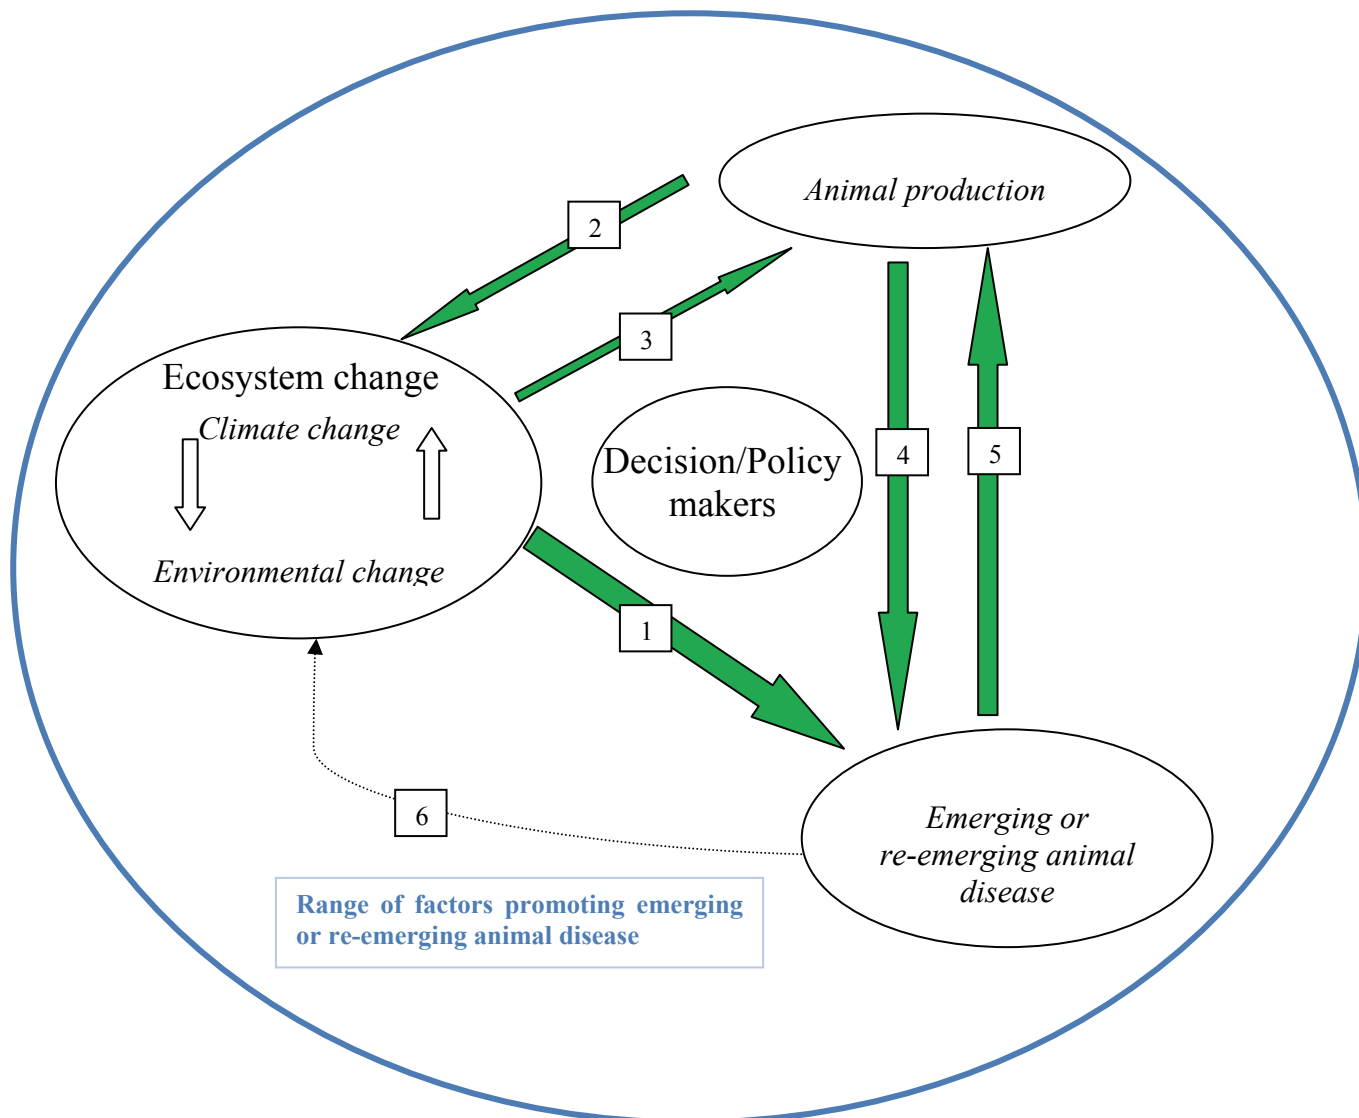 Animal production
2
3
Ecosystem change
Climate change
Environmental change
Decision/Policy
makers
4
5
1
6
Emerging or
re-emerging animal
disease
Range of factors promoting emerging
or re-emerging animal disease